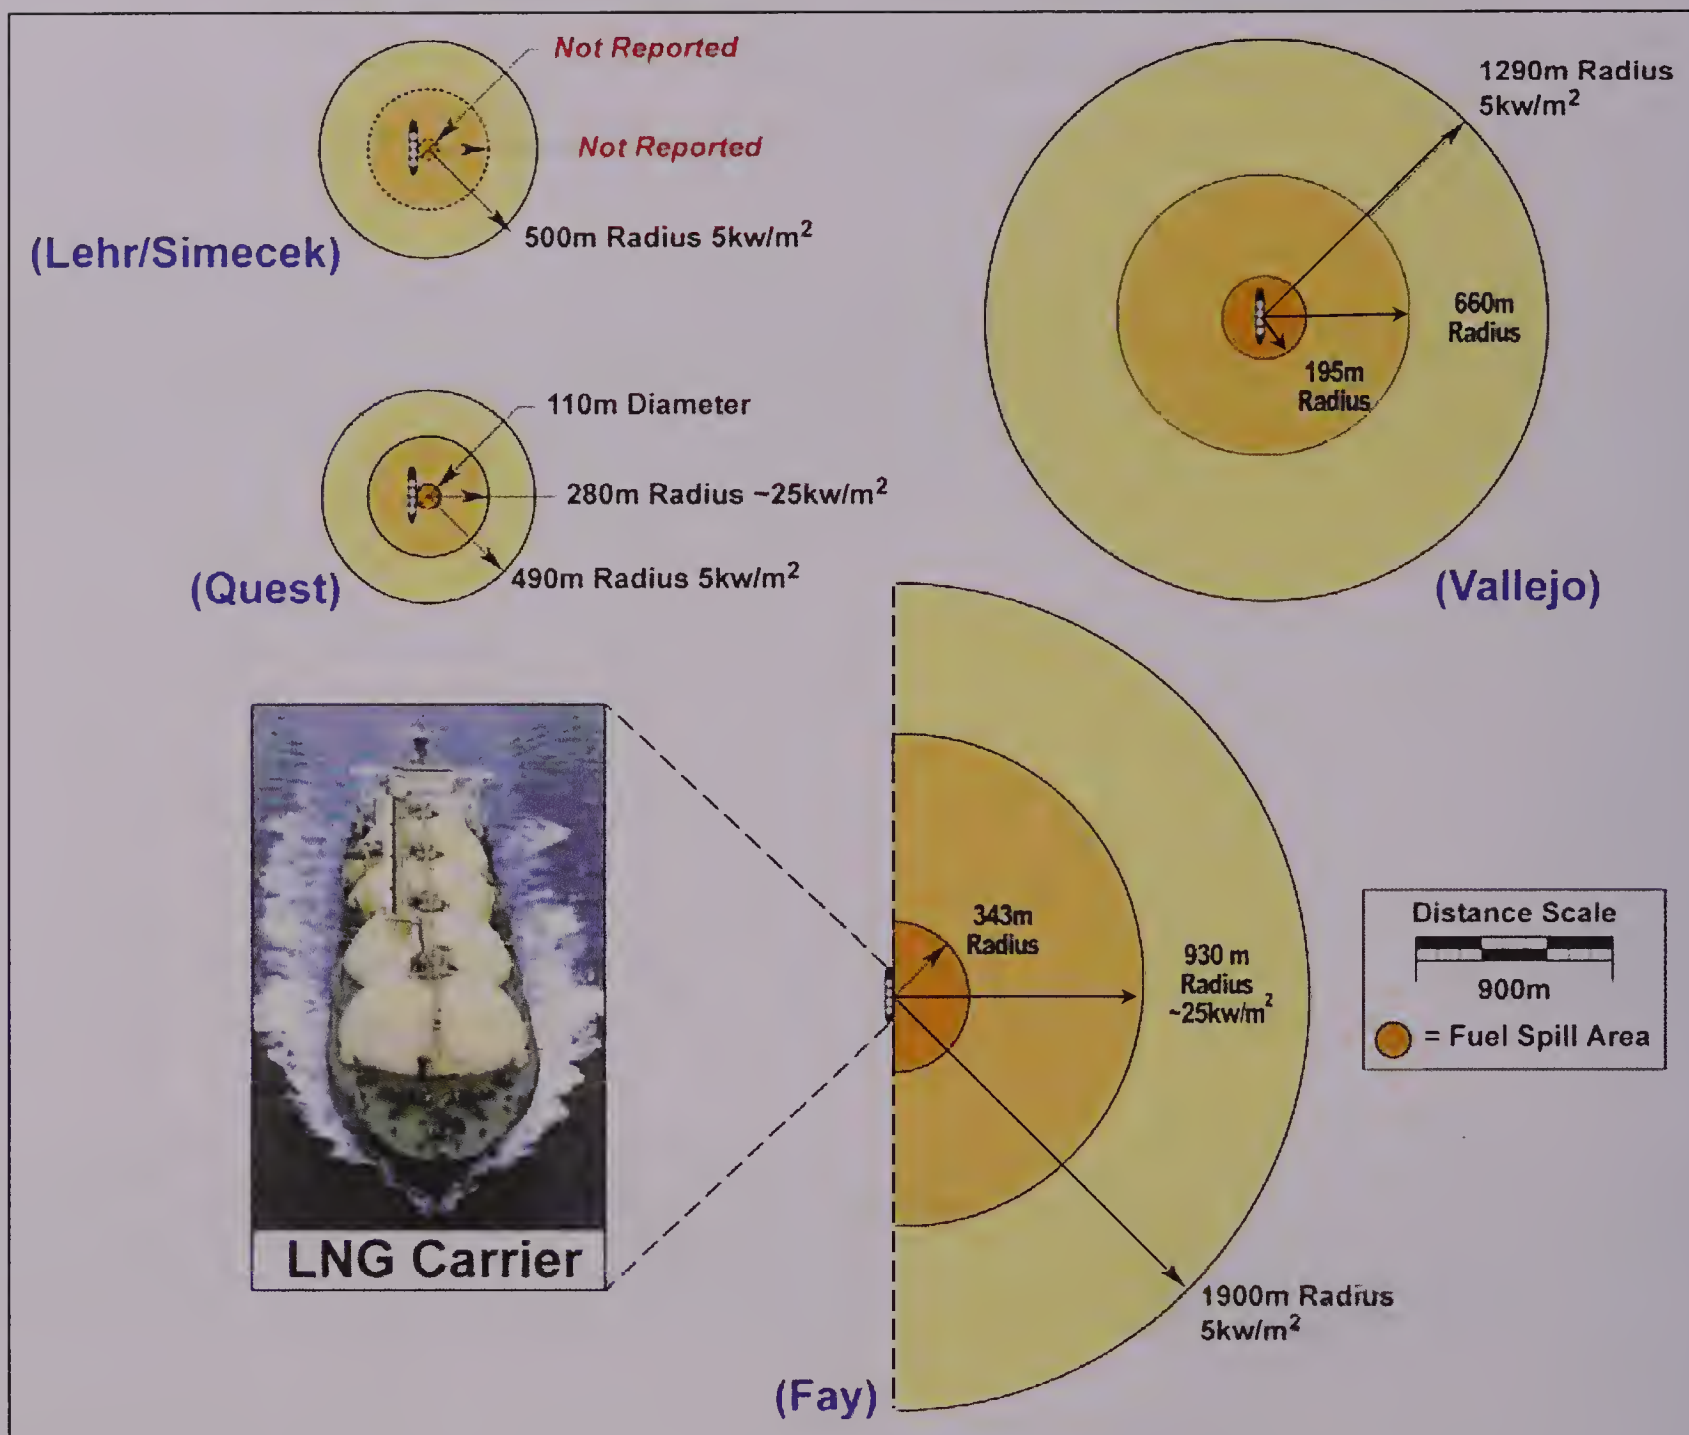 Not Reported
Not Reported
500m Radius 5kw/m²
(Lehr/Simecek)
1290m Radius
5kw/m²
660m
Radius
195m
Radius
(Vallejo)
110m Diameter
280m Radius ~25kw/m²
490m Radius 5kw/m²
(Quest)
LNG Carrier
343m
Radius
930 m
Radius
~25kw/m²
1900m Radius
5kw/m²
(Fay)
Distance Scale
900m
= Fuel Spill Area